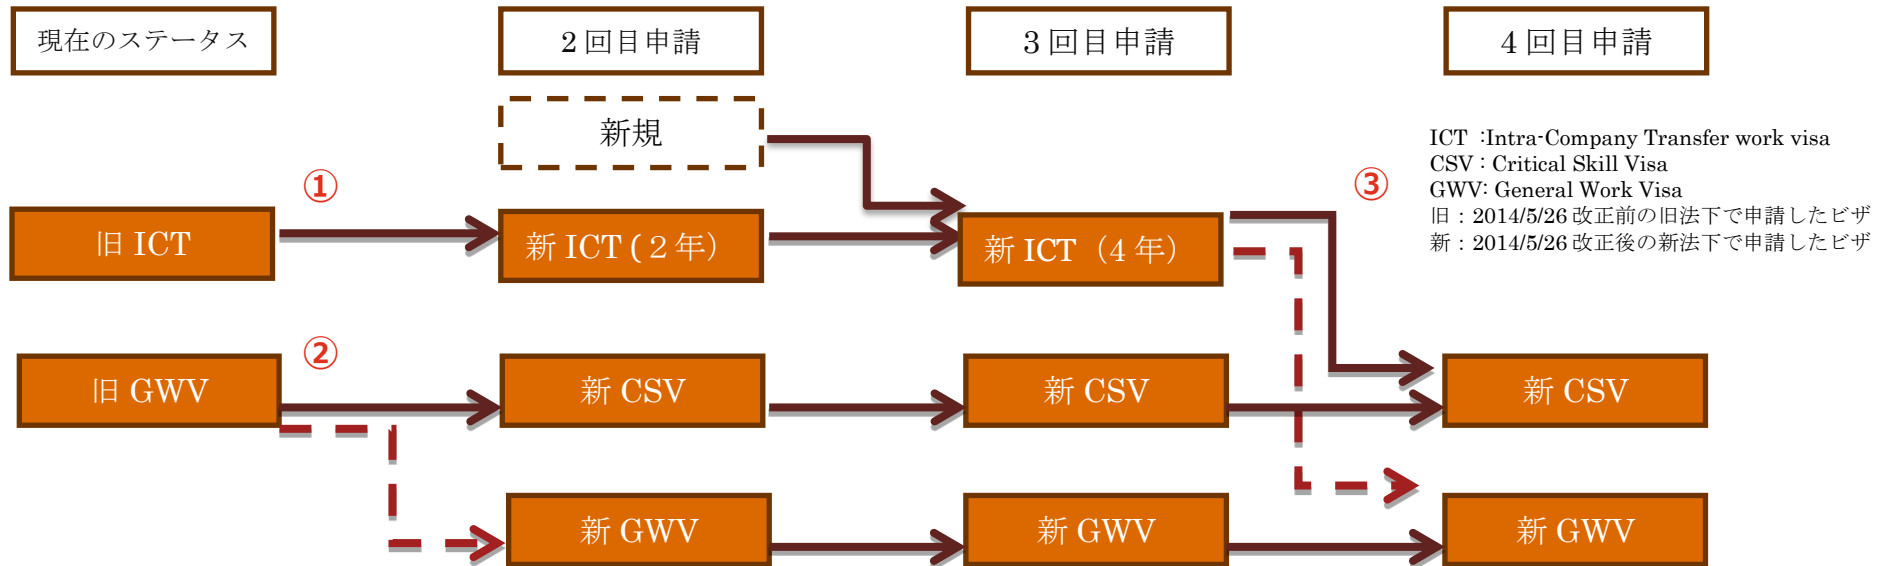 現在のステータス
2回目申請
3回目申請
4回目申請
新規
ICT :Intra-Company Transfer work visa
CSV : Critical Skill Visa
GWV: General Work Visa
旧 : 2014/5/26 改正前の旧法下で申請したビザ
新 : 2014/5/26 改正後の新法下で申請したビザ
①
③
旧 ICT
新 ICT (２年)
新 ICT（4 年）
②
旧 GWV
新 CSV
新 CSV
新 CSV
新 GWV
新 GWV
新 GWV